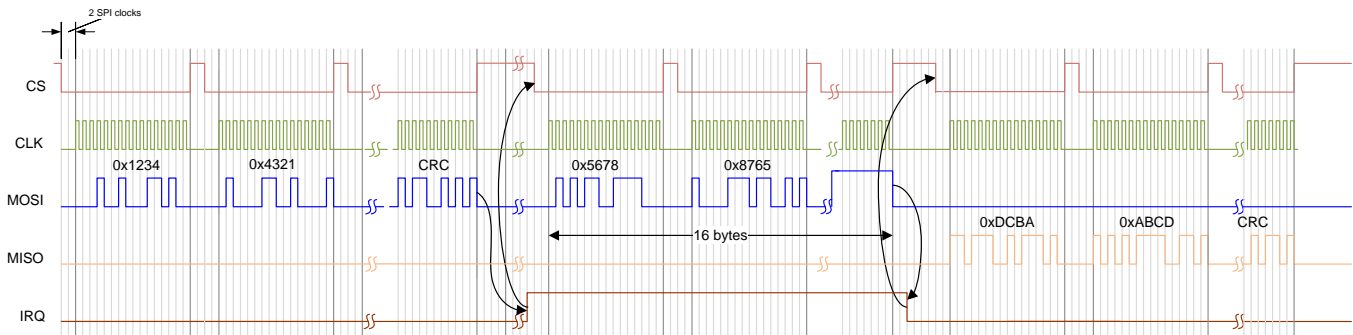 2 SPI clocks
CS
CLK
0x1234 0x4321 CRC 0x5678 0x8765
MOSI
16 bytes
0xDCBA 0xABCD CRC
MISO
IRQ